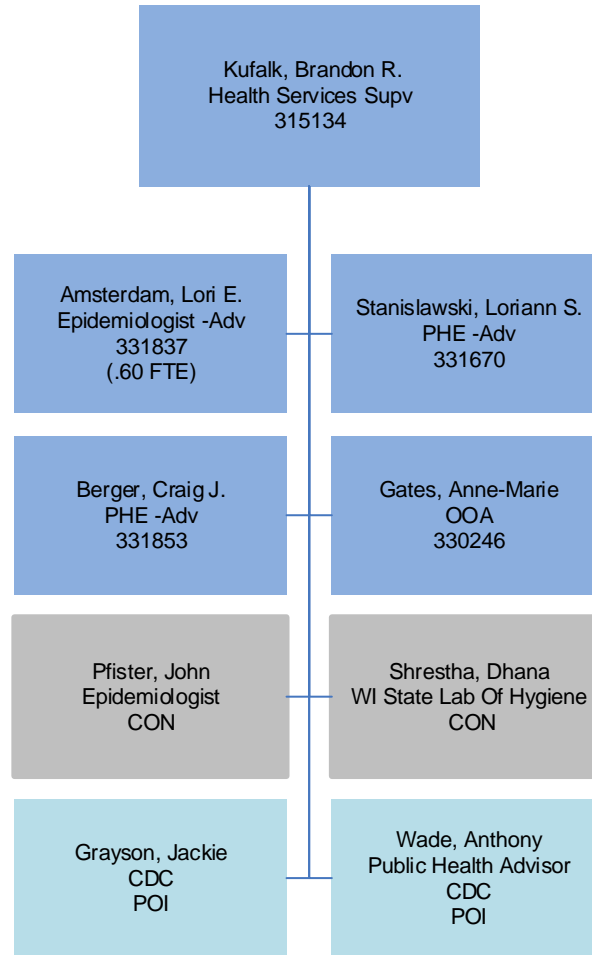 Kufalk, Brandon R.
Health Services Supv
315134
Amsterdam, Lori E.
Epidemiologist -Adv
331837
(.60 FTE)
Stanislawski, Loriann S.
PHE -Adv
331670
Berger, Craig J.
PHE -Adv
331853
Gates, Anne-Marie
OOA
330246
Pfister, John
Epidemiologist
CON
Shrestha, Dhana
WI State Lab Of Hygiene
CON
Grayson, Jackie
CDC
POI
Wade, Anthony
Public Health Advisor
CDC
POI